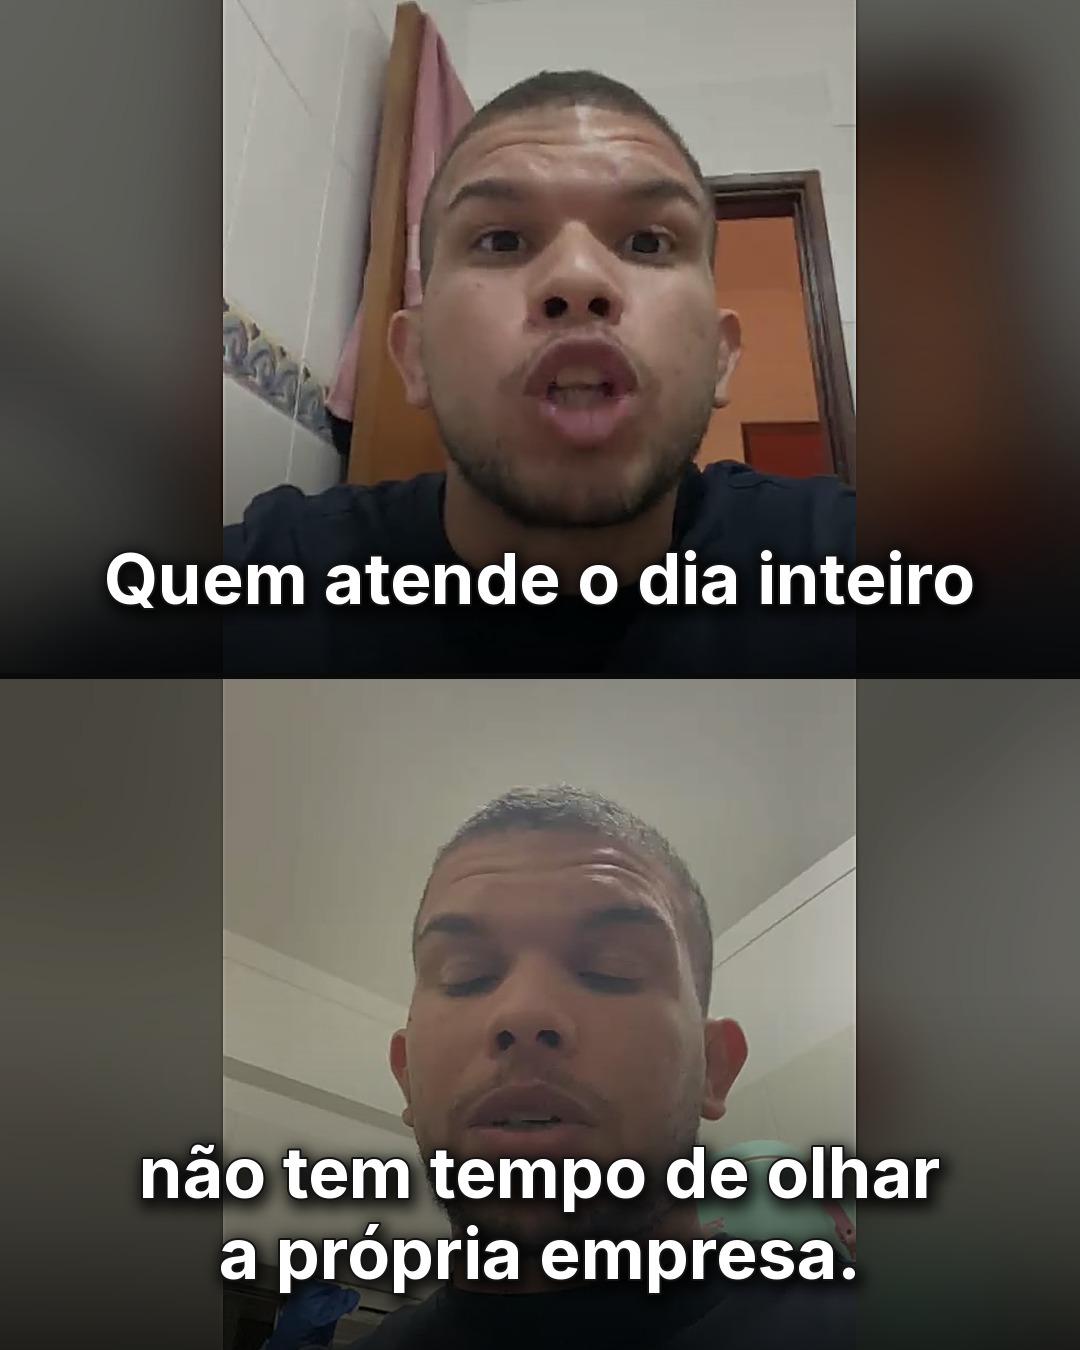 Quem atende o dia inteiro
não tem tempo de olhar
a própria empresa.